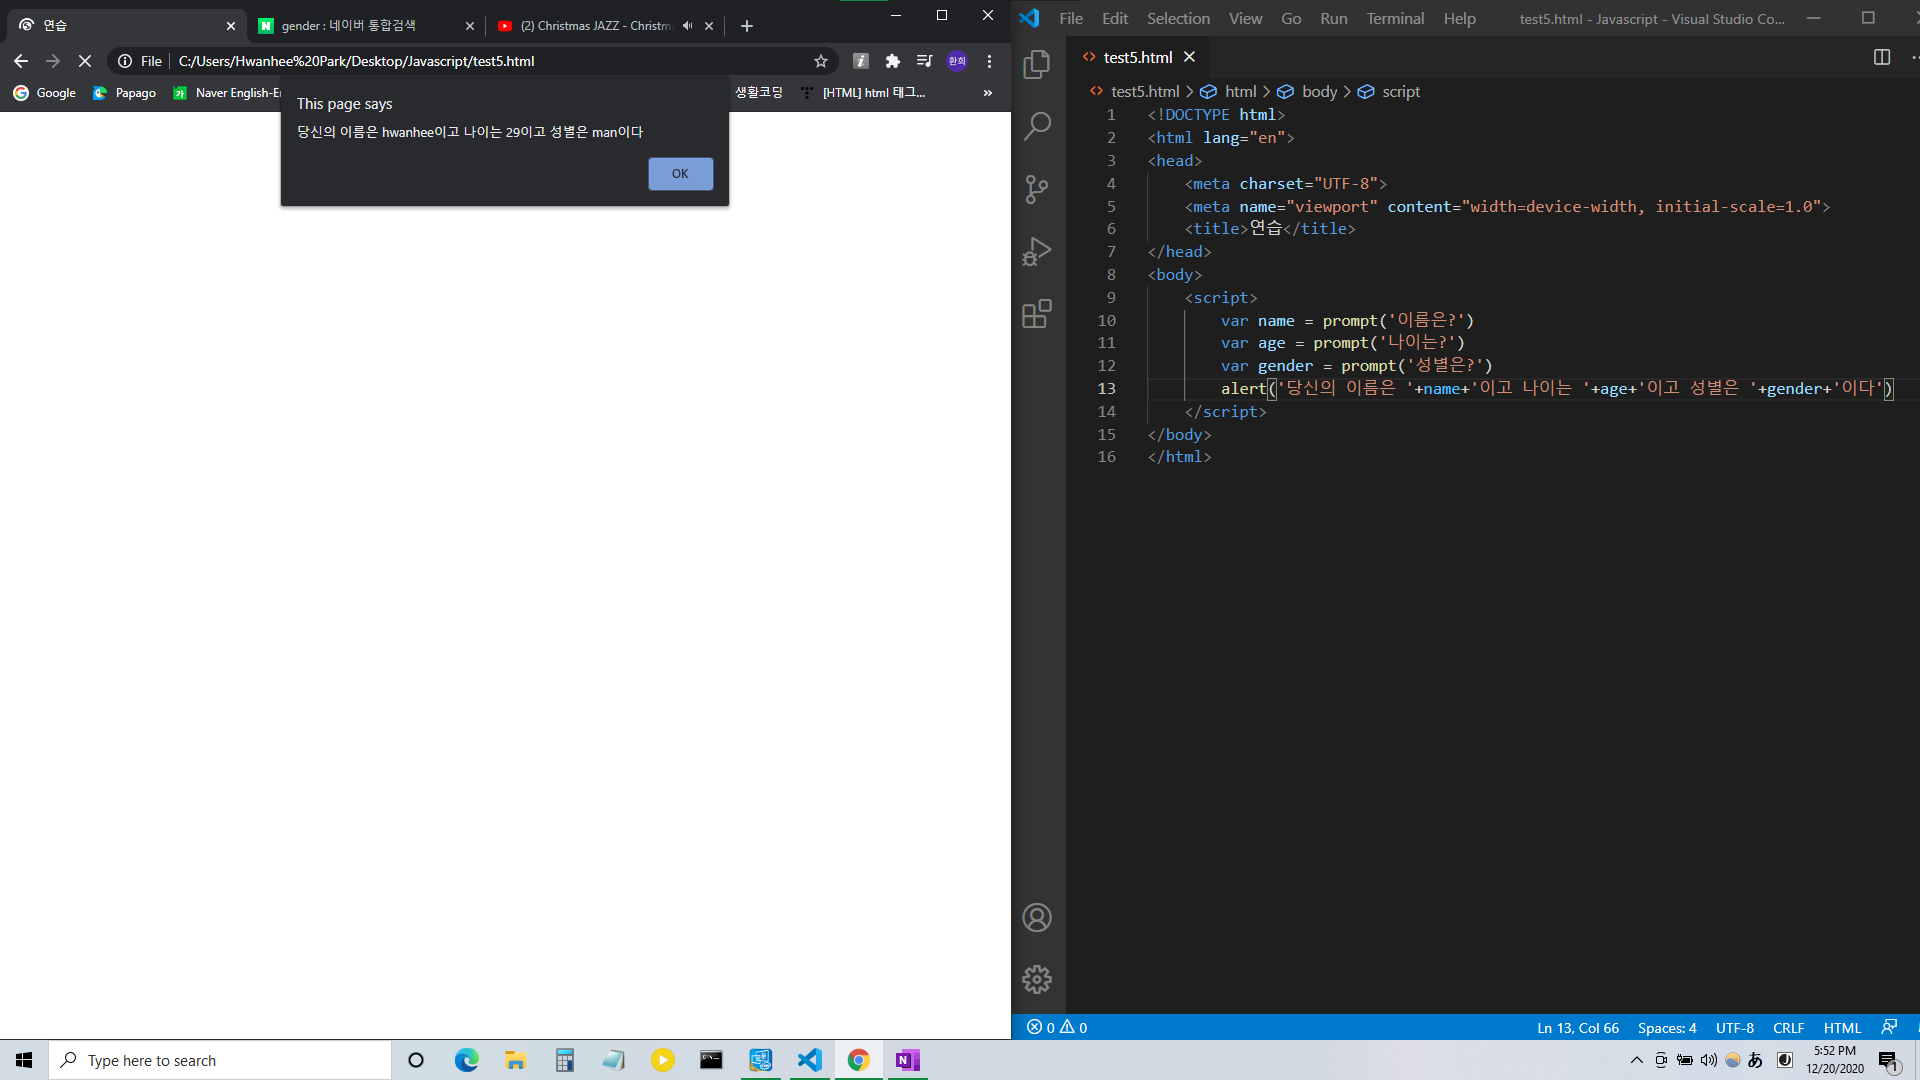 연습
gender : 네이버 통합검색
(2) Christmas JAZZ - Christm
File
C:/Users/Hwanhee%20Park/Desktop/Javascript/test5.html
환희
Google
Papago
Naver English-E
생활코딩
[HTML] html 태그...
»
This page says
당신의 이름은 hwanhee이고 나이는 29이고 성별은 man이다
OK
File Edit Selection View Go Run Terminal Help
test5.html - Javascript - Visual Studio Co...
test5.html
test5.html > html > body > script
1 <!DOCTYPE html>
2 <html lang="en">
3 <head>
4 <meta charset="UTF-8">
5 <meta name="viewport" content="width=device-width, initial-scale=1.0">
6 <title>연습</title>
7 </head>
8 <body>
9 <script>
10 var name = prompt('이름은?')
11 var age = prompt('나이는?')
12 var gender = prompt('성별은?')
13 alert('당신의 이름은 '+name+'이고 나이는 '+age+'이고 성별은 '+gender+'이다')
14 </script>
15 </body>
16 </html>
0 0
Ln 13, Col 66
Spaces: 4
UTF-8
CRLF
HTML
Type here to search
N
あ
5:52 PM
12/20/2020
1